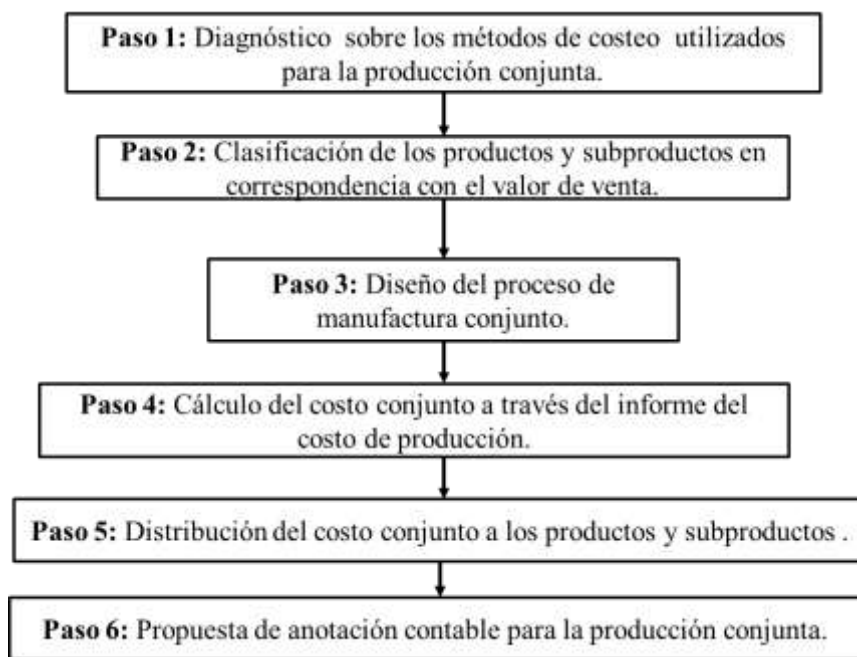 Paso 1: Diagnóstico sobre los métodos de costeo utilizados
para la producción conjunta.
Paso 2: Clasificación de los productos y subproductos en
correspondencia con el valor de venta.
Paso 3: Diseño del proceso de
manufactura conjunto.
Paso 4: Cálculo del costo conjunto a través del informe del
costo de producción.
Paso 5: Distribución del costo conjunto a los productos y subproductos .
Paso 6: Propuesta de anotación contable para la producción conjunta.